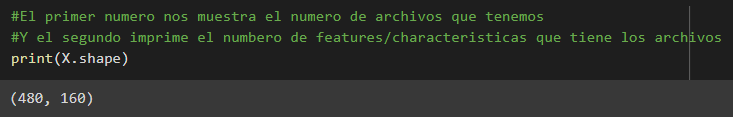 #El primer numero nos muestra el numero de archivos que tenemos
#Y el segundo imprime el numbero de features/characteristicas que tiene los archivos
print(X.shape)
(480, 160)